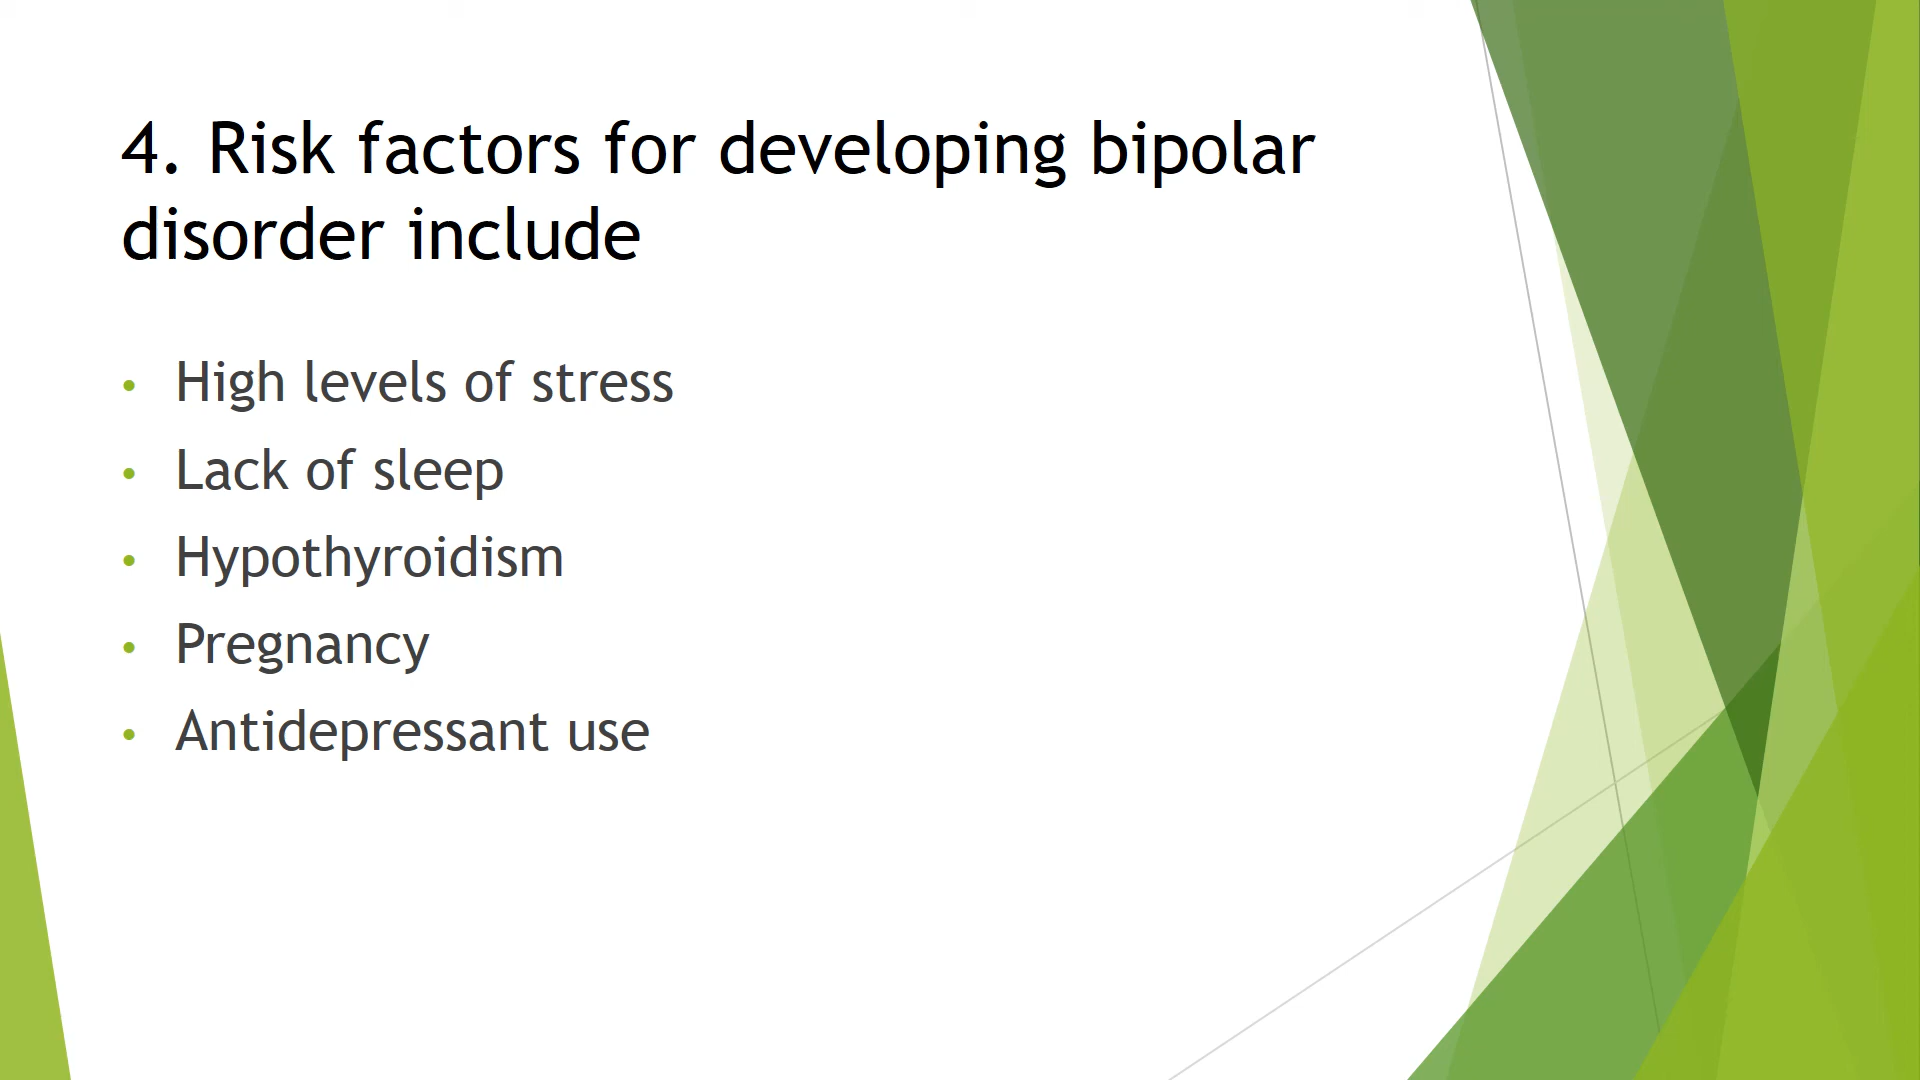 4. Risk factors for developing bipolar
disorder include
• High levels of stress
• Lack of sleep
• Hypothyroidism
• Pregnancy
• Antidepressant use